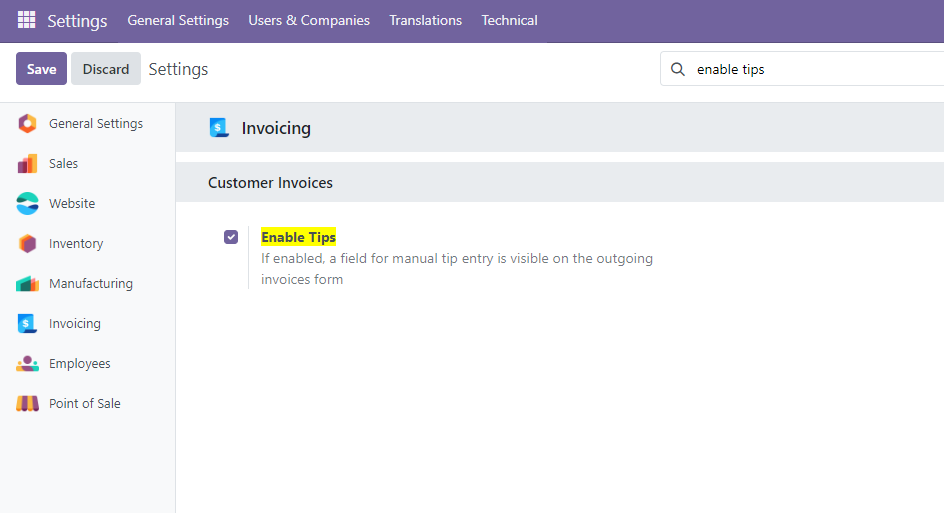 Settings General Settings Users & Companies Translations Technical
Save Discard Settings enable tips
General Settings
Sales
Website
Inventory
Manufacturing
Invoicing
Employees
Point of Sale
Invoicing
Customer Invoices
Enable Tips
If enabled, a field for manual tip entry is visible on the outgoing
invoices form